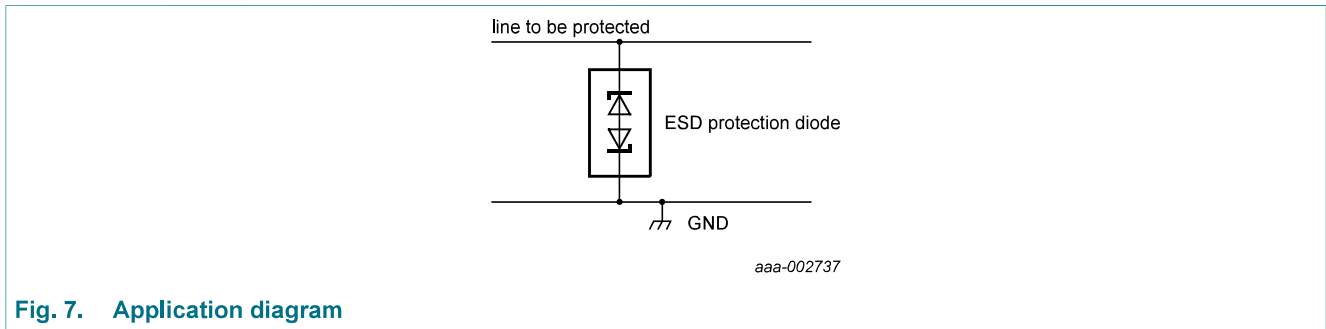 line to be protected
ESD protection diode
GND
aaa-002737
Fig. 7. Application diagram